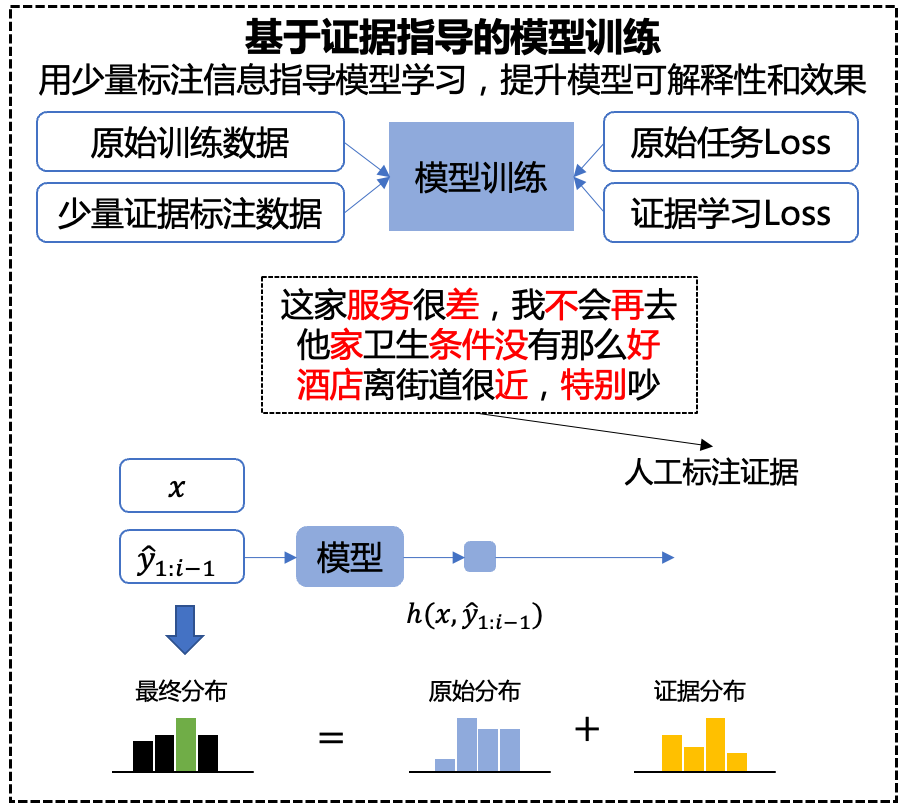 基于证据指导的模型训练
用少量标注信息指导模型学习，提升模型可解释性和效果
原始训练数据
模型训练
原始任务Loss
少量证据标注数据
证据学习Loss
这家服务很差，我不会再去
他家卫生条件没有那么好
酒店离街道很近，特别吵
人工标注证据
x
ŷ1:i−1
模型
h(x, ŷ1:i−1)
最终分布
原始分布
证据分布
=
+